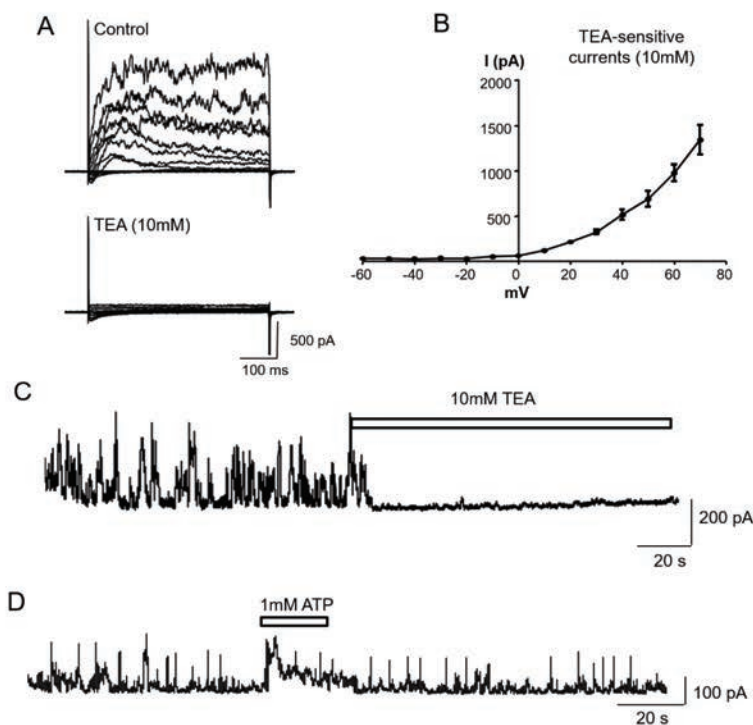 A
Control
TEA (10mM)
500 pA
100 ms
B
TEA-sensitive
currents (10mM)
I (pA)
2000
1500
1000
500
-60 -40 -20 0 20 40 60 80
mV
C
10mM TEA
200 pA
20 s
D
1mM ATP
100 pA
20 s